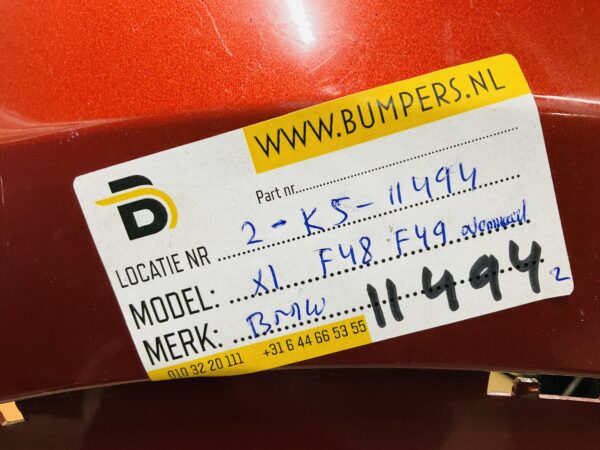 WWW.BUMPERS.NL
Part nr
LOCATIE NR 2-K5-11494
MODEL: X1 F48 F49
MERK: BMW 11494 2
010 32 20 111 +31 6 44 66 53 55